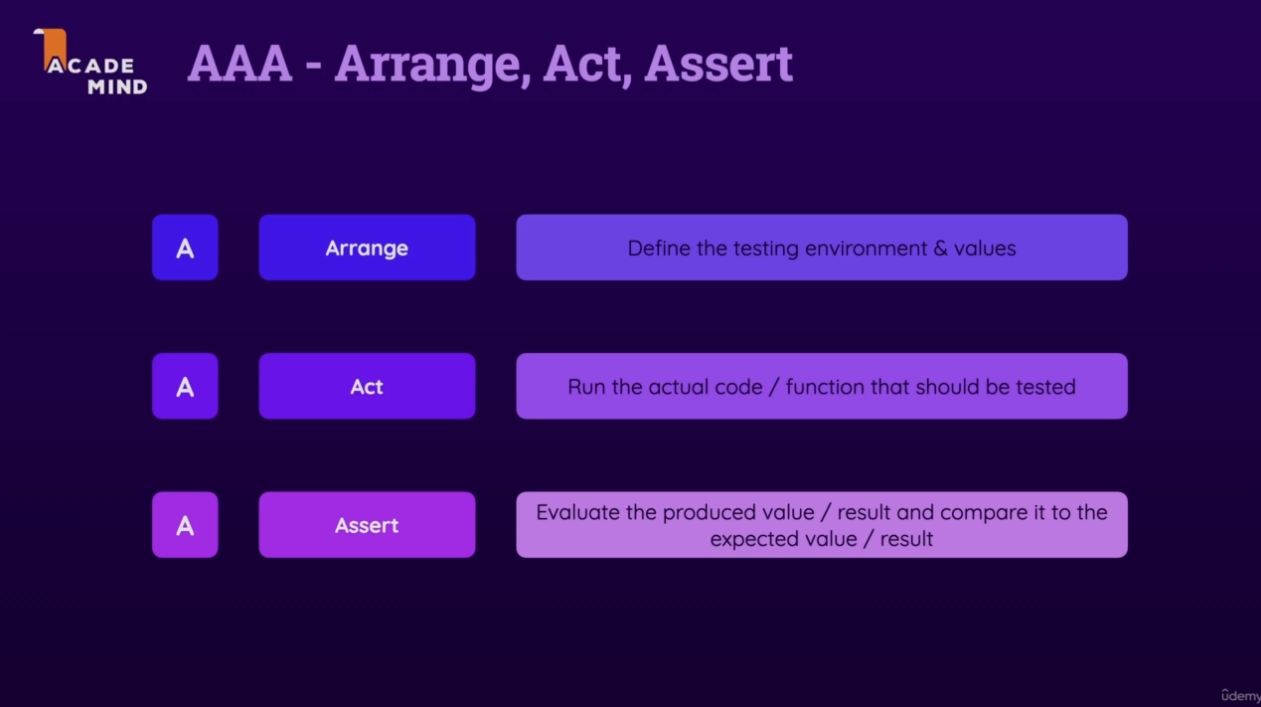 ACADE
MIND
AAA - Arrange, Act, Assert
A
Arrange
Define the testing environment & values
A
Act
Run the actual code / function that should be tested
A
Assert
Evaluate the produced value / result and compare it to the
expected value / result
ûdemy